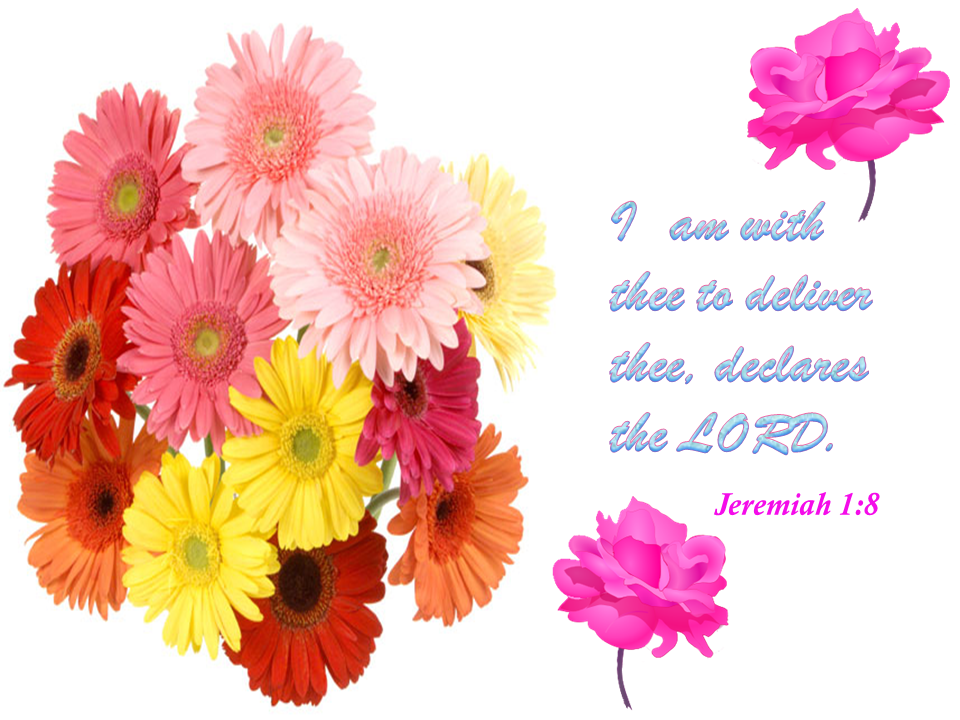 I am with
thee to deliver
thee, declares
the LORD.
Jeremiah 1:8